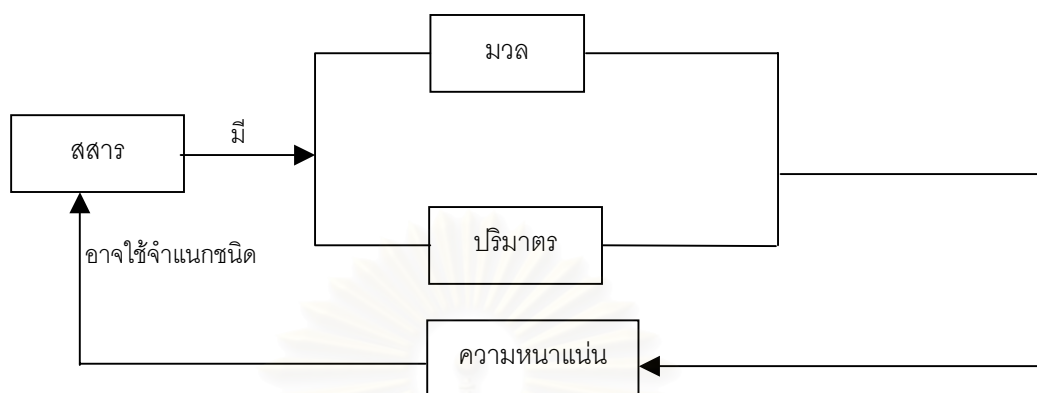 มวล
สสาร
มี
ปริมาตร
อาจใช้จำแนกชนิด
ความหนาแน่น